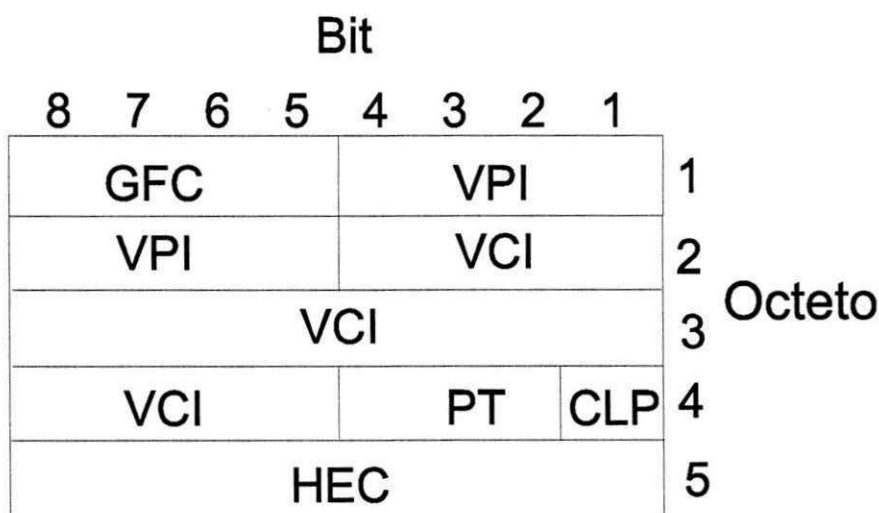 Bit
8 7 6 5 4 3 2 1
GFC VPI 1
VPI VCI 2
Octeto
VCI 3
VCI PT CLP 4
HEC 5